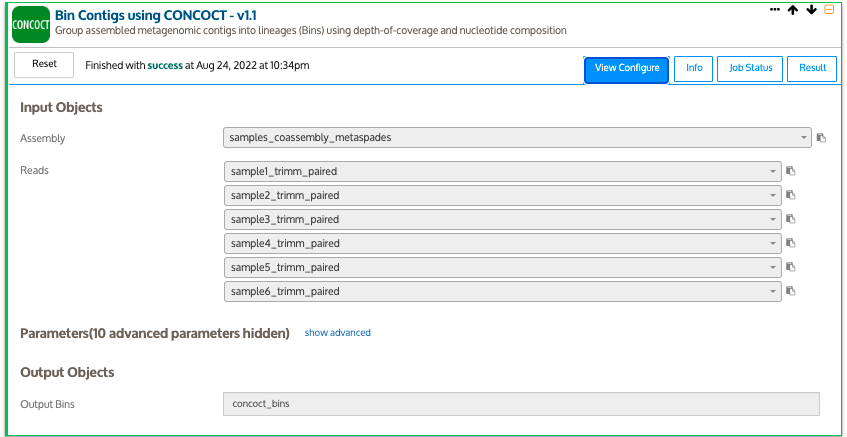 CONCOCT
Bin Contigs using CONCOCT - v1.1
Group assembled metagenomic contigs into lineages (Bins) using depth-of-coverage and nucleotide composition
Reset
Finished with success at Aug 24, 2022 at 10:34pm
View Configure
Info
Job Status
Result
Input Objects
Assembly
samples_coassembly_metaspades
Reads
sample1_trimm_paired
sample2_trimm_paired
sample3_trimm_paired
sample4_trimm_paired
sample5_trimm_paired
sample6_trimm_paired
Parameters(10 advanced parameters hidden) show advanced
Output Objects
Output Bins
concoct_bins